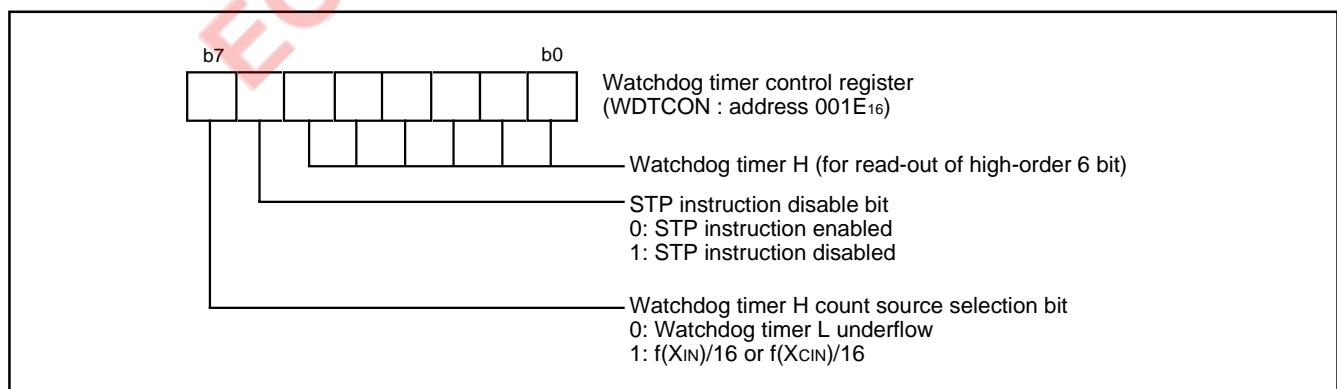 b7 b0
Watchdog timer control register
(WDTCON : address 001E16)
Watchdog timer H (for read-out of high-order 6 bit)
STP instruction disable bit
0: STP instruction enabled
1: STP instruction disabled
Watchdog timer H count source selection bit
0: Watchdog timer L underflow
1: f(XIN)/16 or f(XCIN)/16